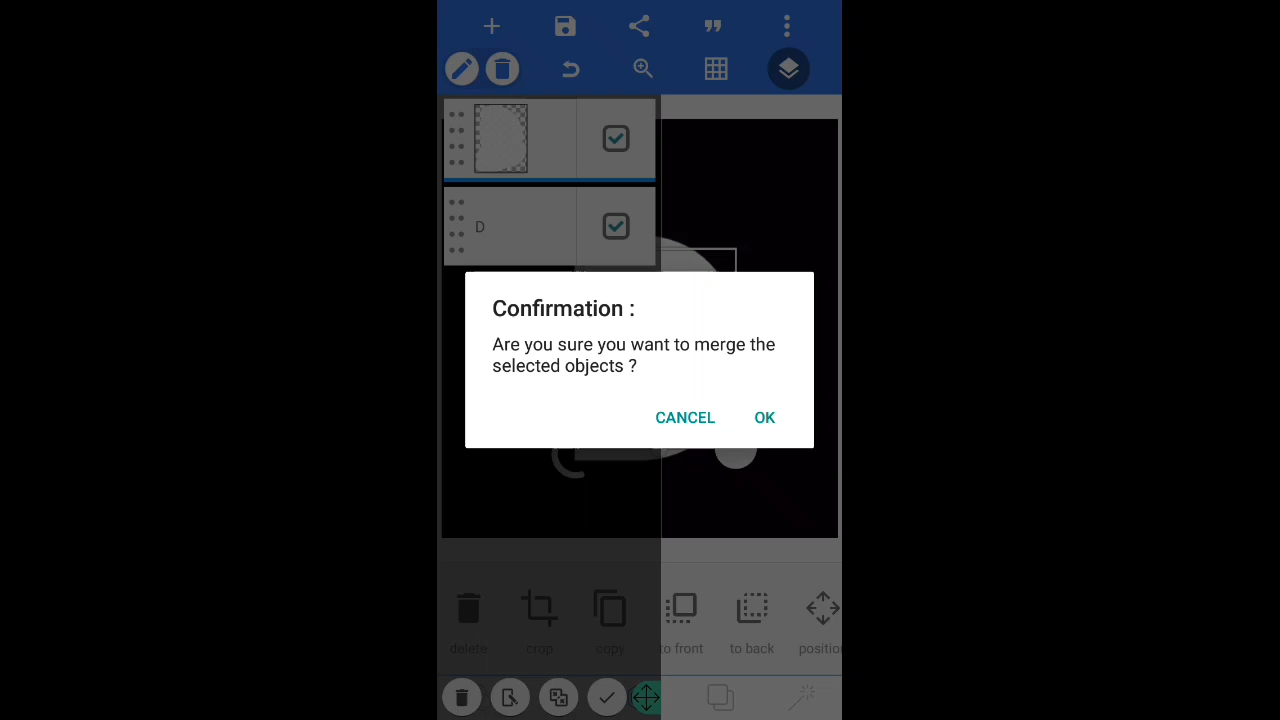 D
Confirmation :
Are you sure you want to merge the
selected objects ?
CANCEL OK
delete crop copy to front to back position